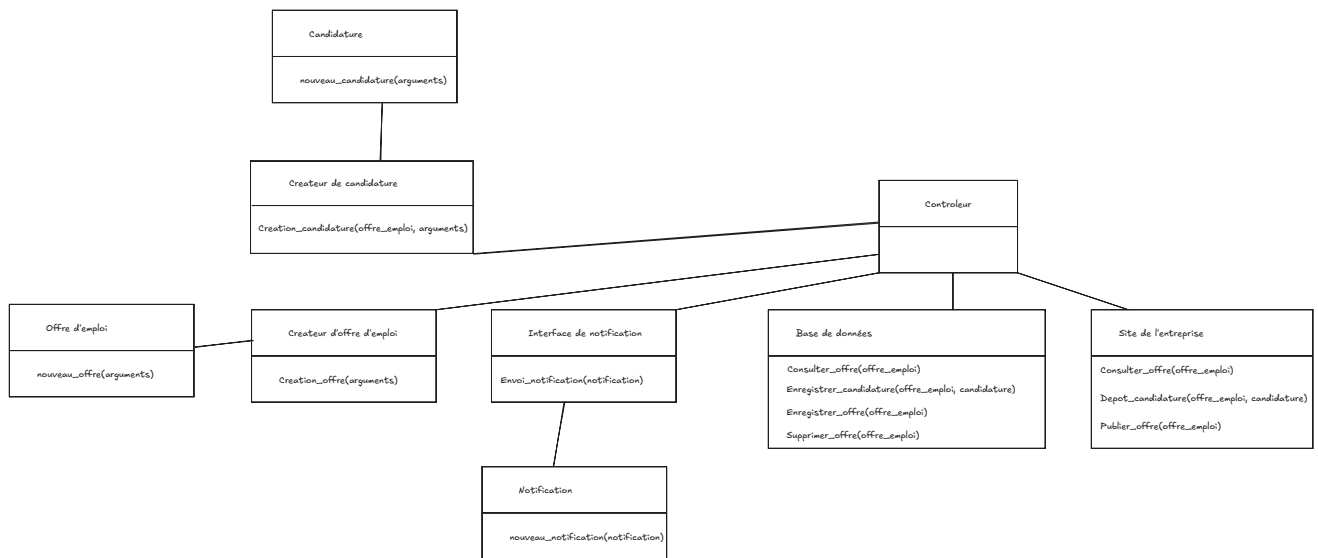 Candidature
nouveau_candidature(arguments)
Createur de candidature
Creation_candidature(offre_emploi, arguments)
Controleur
Offre d'emploi
nouveau_offre(arguments)
Createur d'offre d'emploi
Creation_offre(arguments)
Interface de notification
Envoi_notification(notification)
Base de données
Consulter_offre(offre_emploi)
Enregistrer_candidature(offre_emploi, candidature)
Enregistrer_offre(offre_emploi)
Supprimer_offre(offre_emploi)
Site de l'entreprise
Consulter_offre(offre_emploi)
Depot_candidature(offre_emploi, candidature)
Publier_offre(offre_emploi)
Notification
nouveau_notification(notification)